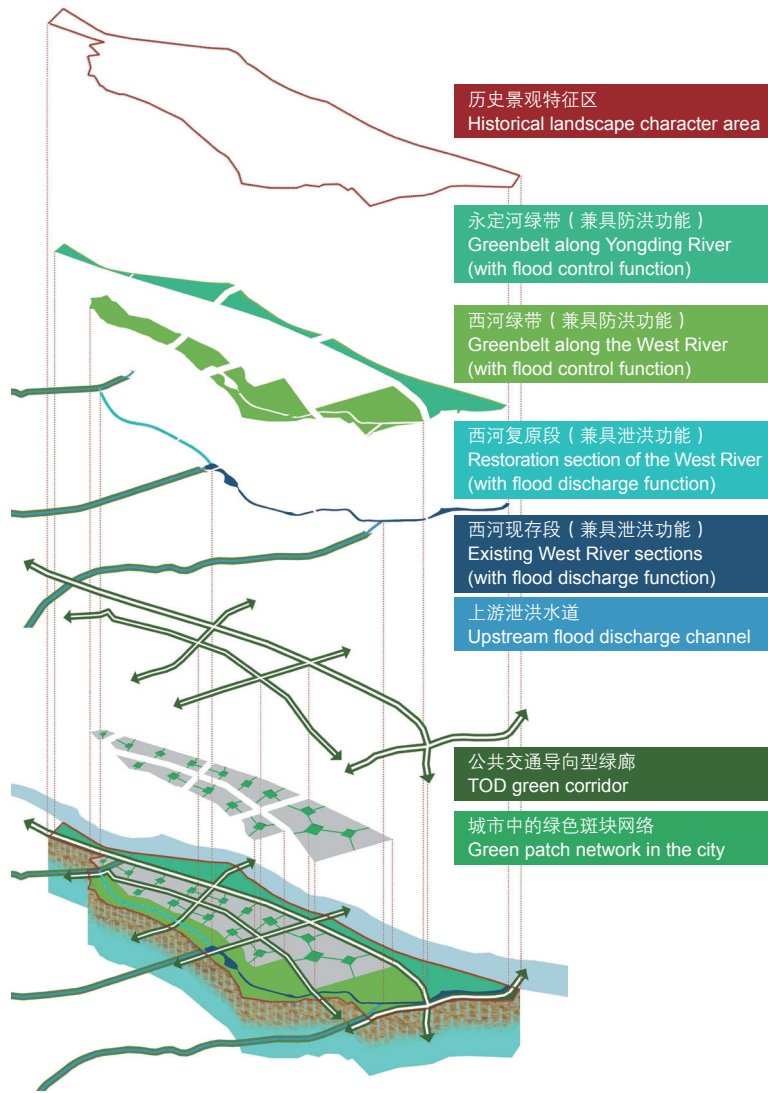 历史景观特征区
Historical landscape character area
永定河绿带（兼具防洪功能）
Greenbelt along Yongding River
(with flood control function)
西河绿带（兼具防洪功能）
Greenbelt along the West River
(with flood control function)
西河复原段（兼具泄洪功能）
Restoration section of the West River
(with flood discharge function)
西河现存段（兼具泄洪功能）
Existing West River sections
(with flood discharge function)
上游泄洪水道
Upstream flood discharge channel
公共交通导向型绿廊
TOD green corridor
城市中的绿色斑块网络
Green patch network in the city